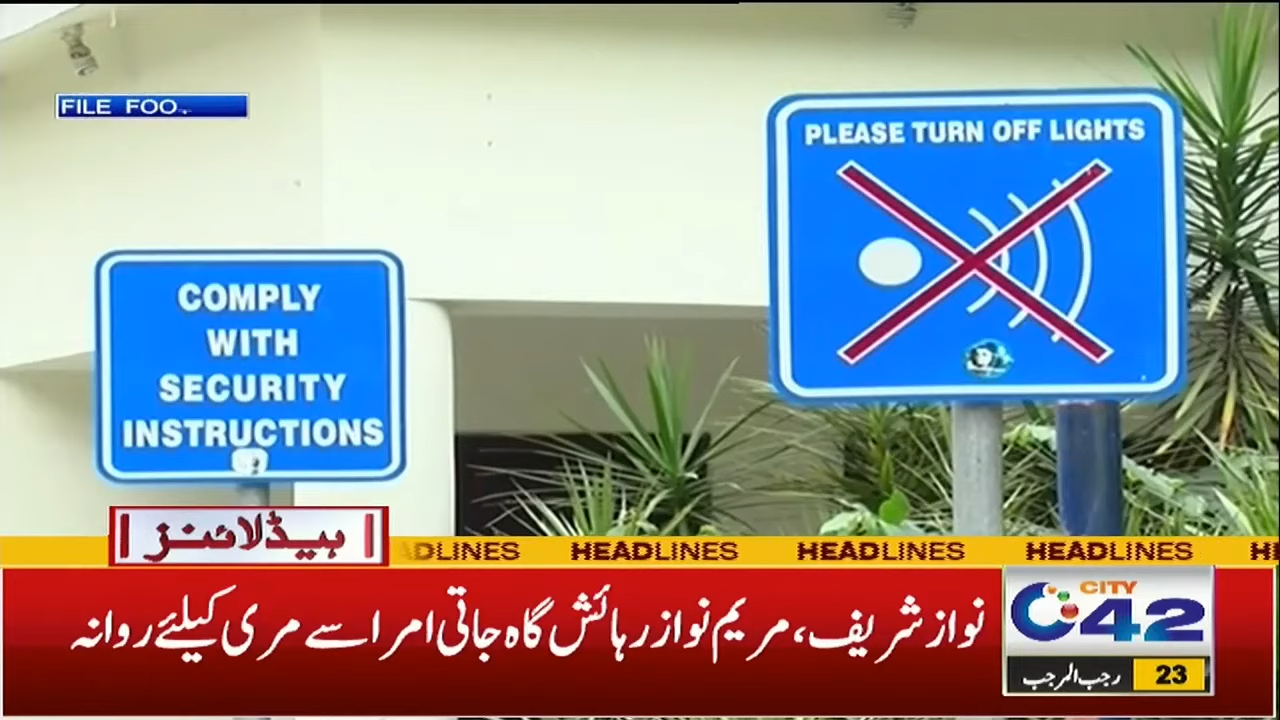 FILE FOO
PLEASE TURN OFF LIGHTS
COMPLY
WITH
SECURITY
INSTRUCTIONS
ہیڈلائنز
ADLINES HEADLINES HEADLINES HEADLINES
نواز شریف، مریم نواز رہائش گاہ جاتی امرا سے مری کیلئے روانہ
CITY
42
رجب المرجب 23